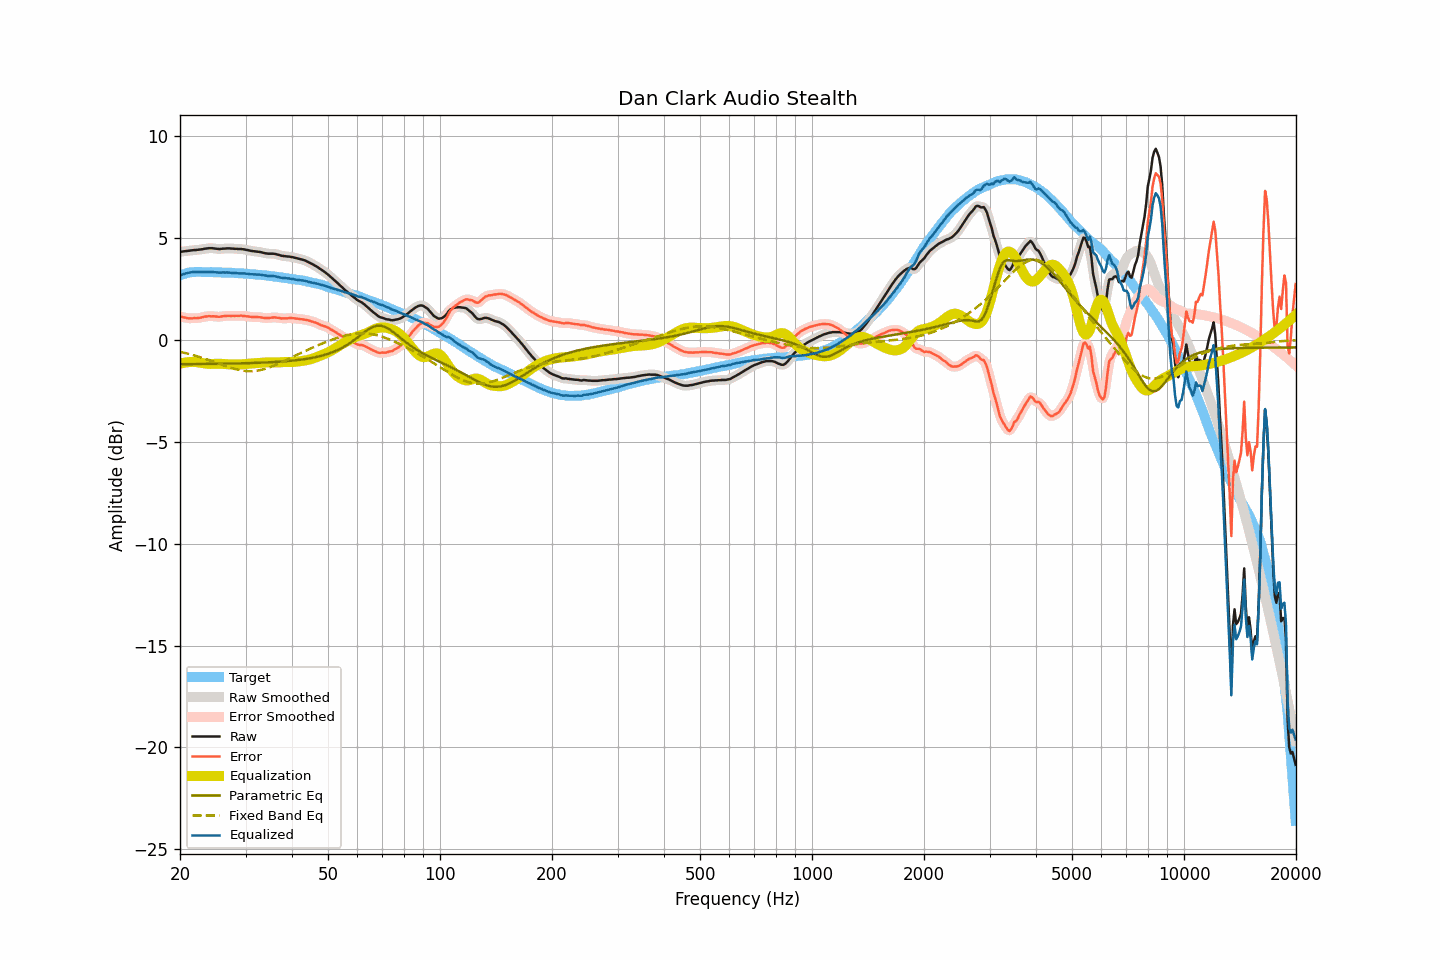 Dan Clark Audio Stealth
10
5
0
−5
−10
−15
−20
−25
Amplitude (dBr)
Target
Raw Smoothed
Error Smoothed
Raw
Error
Equalization
Parametric Eq
Fixed Band Eq
Equalized
20 50 100 200 500 1000 2000 5000 10000 20000
Frequency (Hz)